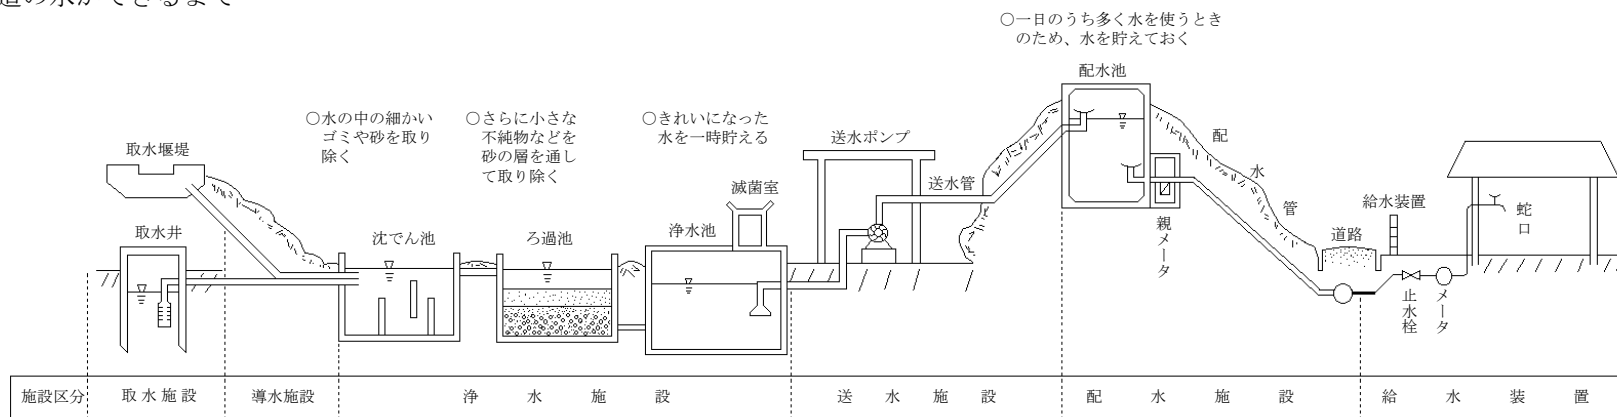 道の水ができるまで
○一日のうち多く水を使うとき
のため、水を貯えておく
配水池
○水の中の細かい
ゴミや砂を取り
除く
○さらに小さな
不純物などを
砂の層を通し
て取り除く
○きれいになった
水を一時貯える
送水ポンプ
取水堰堤
滅菌室
送水管
配水管
給水装置
蛇口
取水井
沈でん池
ろ過池
浄水池
親メータ
道路
止水栓
メータ
施設区分
取水施設
導水施設
浄水施設
送水施設
配水施設
給水装置